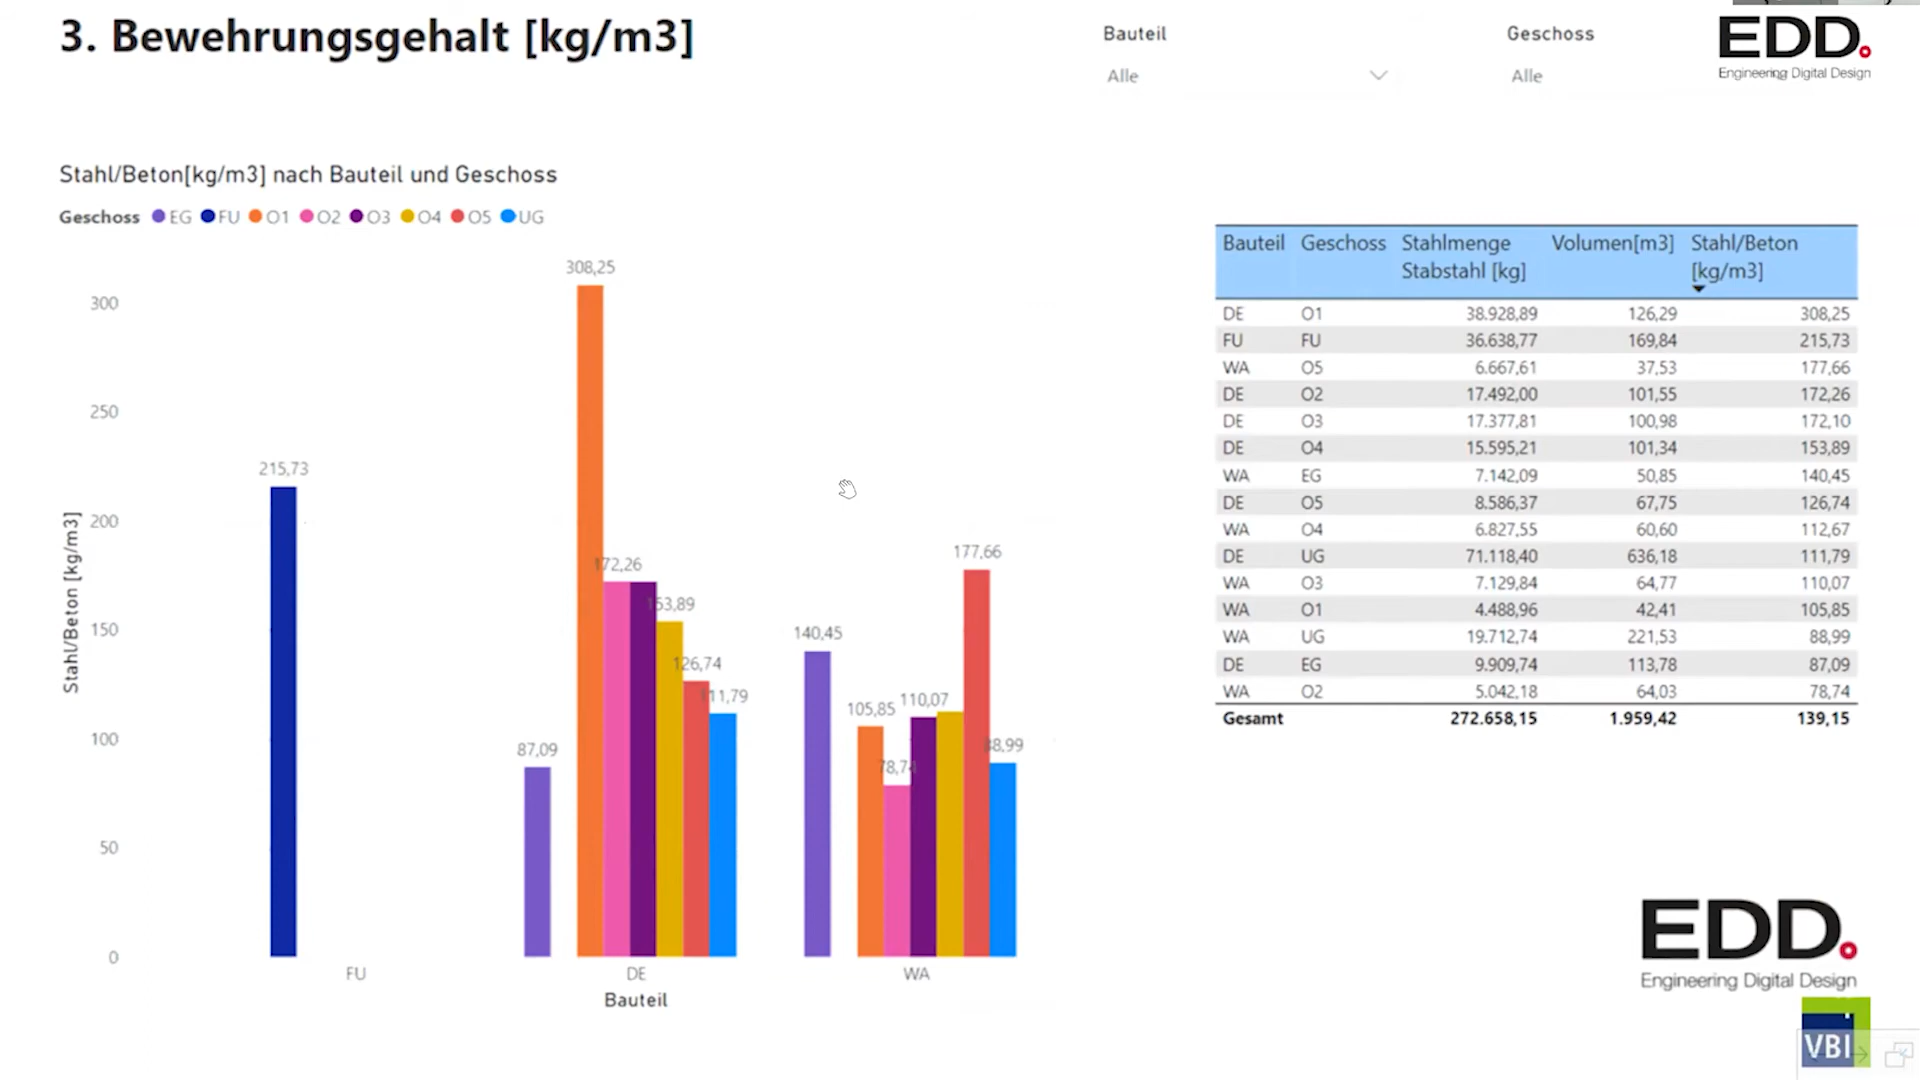 3. Bewehrungsgehalt [kg/m3]
Bauteil
Alle
Geschoss
Alle
EDD.
Engineering Digital Design
Stahl/Beton[kg/m3] nach Bauteil und Geschoss
Geschoss EG FU O1 O2 O3 O4 O5 UG
Stahl/Beton [kg/m3]
300
250
200
150
100
50
0
215,73
87,09
308,25
172,26
153,89
126,74
111,79
140,45
105,85
78,74
110,07
177,66
88,99
FU DE WA
Bauteil
Bauteil Geschoss Stahlmenge Stabstahl [kg] Volumen[m3] Stahl/Beton [kg/m3]
DE O1 38.928,89 126,29 308,25
FU FU 36.638,77 169,84 215,73
WA O5 6.667,61 37,53 177,66
DE O2 17.492,00 101,55 172,26
DE O3 17.377,81 100,98 172,10
DE O4 15.595,21 101,34 153,89
WA EG 7.142,09 50,85 140,45
DE O5 8.586,37 67,75 126,74
WA O4 6.827,55 60,60 112,67
DE UG 71.118,40 636,18 111,79
WA O3 7.129,84 64,77 110,07
WA O1 4.488,96 42,41 105,85
WA UG 19.712,74 221,53 88,99
DE EG 9.909,74 113,78 87,09
WA O2 5.042,18 64,03 78,74
Gesamt 272.658,15 1.959,42 139,15
EDD.
Engineering Digital Design
VBI